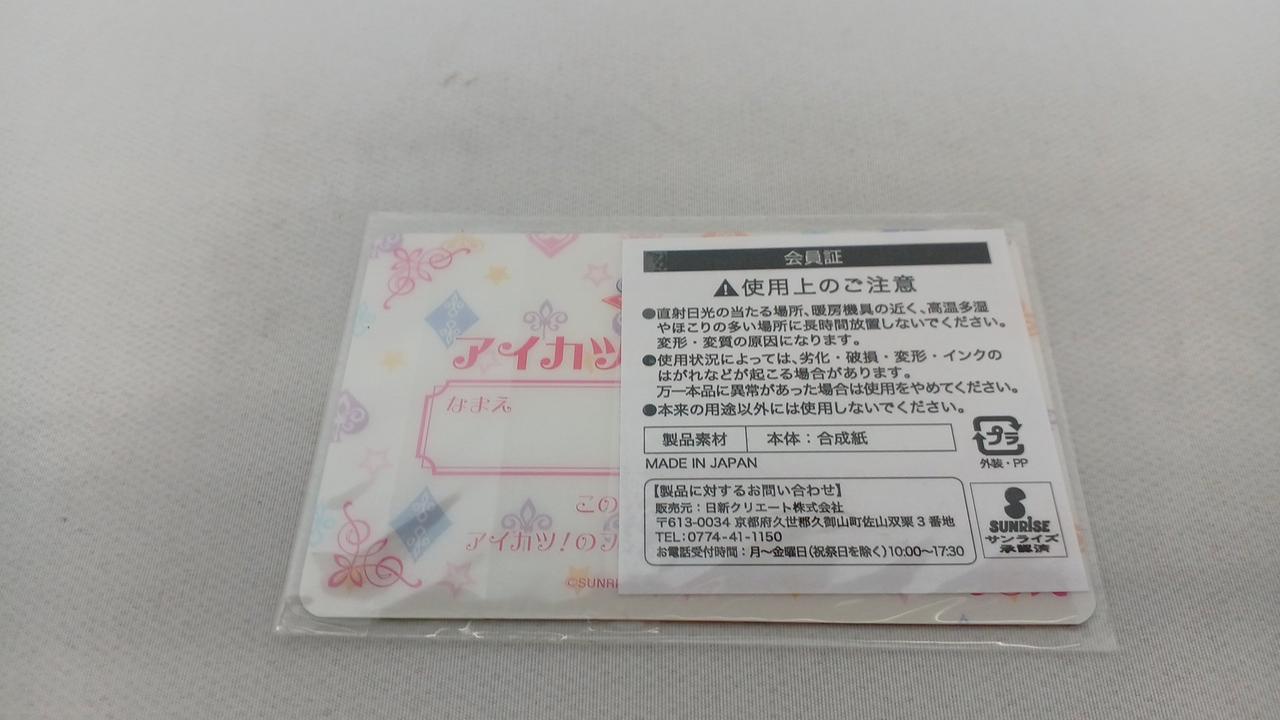 アイカツ
なまえ
この
アイカツ!の
©SUNR
会員証
使用上のご注意
●直射日光の当たる場所、暖房機具の近く、高温多湿
やほこりの多い場所に長時間放置しないでください。
変形・変質の原因になります。
●使用状況によっては、劣化・破損・変形・インクの
はがれなどが起こる場合があります。
万一本品に異常があった場合は使用をやめてください。
●本来の用途以外には使用しないでください。
製品素材 本体:合成紙
プラ
外装・PP
MADE IN JAPAN
【製品に対するお問い合わせ】
販売元:日新クリエート株式会社
〒613-0034 京都府久世郡久御山町佐山双栗3番地
TEL:0774-41-1150
お電話受付時間:月〜金曜日(祝祭日を除く)10:00〜17:30
SUNRISE
サンライズ
承認済